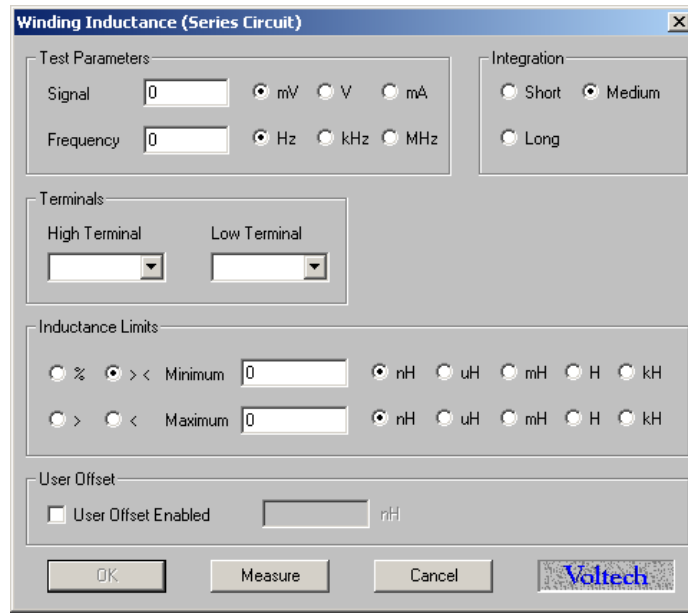 Winding Inductance (Series Circuit)
Test Parameters
Signal 0 mV V mA
Frequency 0 Hz kHz MHz
Integration
Short Medium
Long
Terminals
High Terminal Low Terminal
Inductance Limits
% > < Minimum 0 nH uH mH H kH
> < Maximum 0 nH uH mH H kH
User Offset
User Offset Enabled nH
OK Measure Cancel Voltech